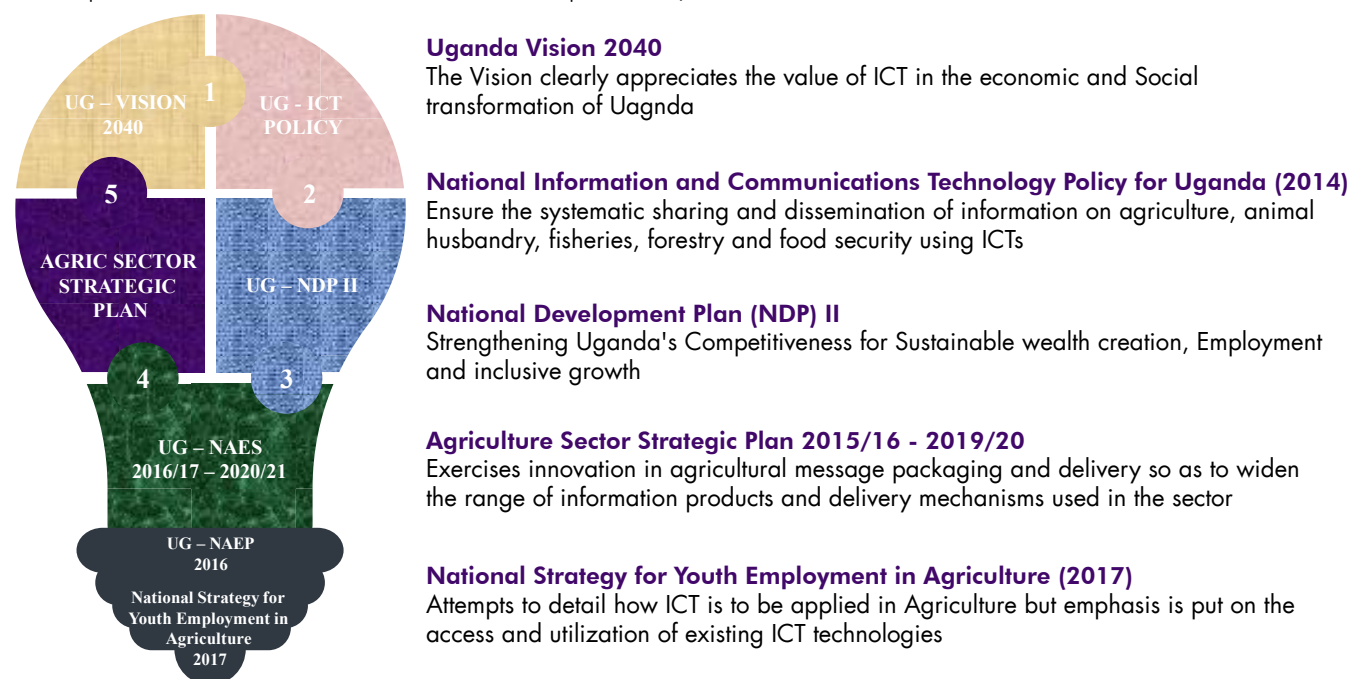 UG – VISION
2040
1
UG - ICT
POLICY
5
2
AGRIC SECTOR
STRATEGIC
PLAN
UG – NDP II
4
3
UG – NAES
2016/17 – 2020/21
UG – NAEP
2016
National Strategy for
Youth Employment in
Agriculture
2017
Uganda Vision 2040
The Vision clearly appreciates the value of ICT in the economic and Social
transformation of Uagnda
National Information and Communications Technology Policy for Uganda (2014)
Ensure the systematic sharing and dissemination of information on agriculture, animal
husbandry, fisheries, forestry and food security using ICTs
National Development Plan (NDP) II
Strengthening Uganda's Competitiveness for Sustainable wealth creation, Employment
and inclusive growth
Agriculture Sector Strategic Plan 2015/16 - 2019/20
Exercises innovation in agricultural message packaging and delivery so as to widen
the range of information products and delivery mechanisms used in the sector
National Strategy for Youth Employment in Agriculture (2017)
Attempts to detail how ICT is to be applied in Agriculture but emphasis is put on the
access and utilization of existing ICT technologies